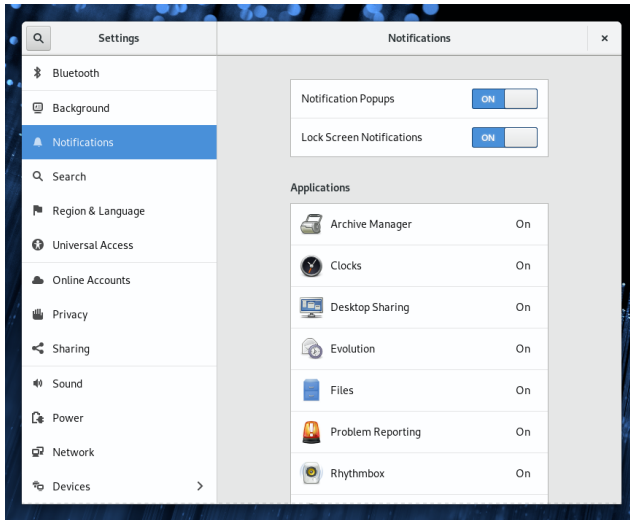 Settings
Notifications
×
Bluetooth
Background
Notifications
Search
Region & Language
Universal Access
Online Accounts
Privacy
Sharing
Sound
Power
Network
Devices
Notification Popups ON
Lock Screen Notifications ON
Applications
Archive Manager On
Clocks On
Desktop Sharing On
Evolution On
Files On
Problem Reporting On
Rhythmbox On